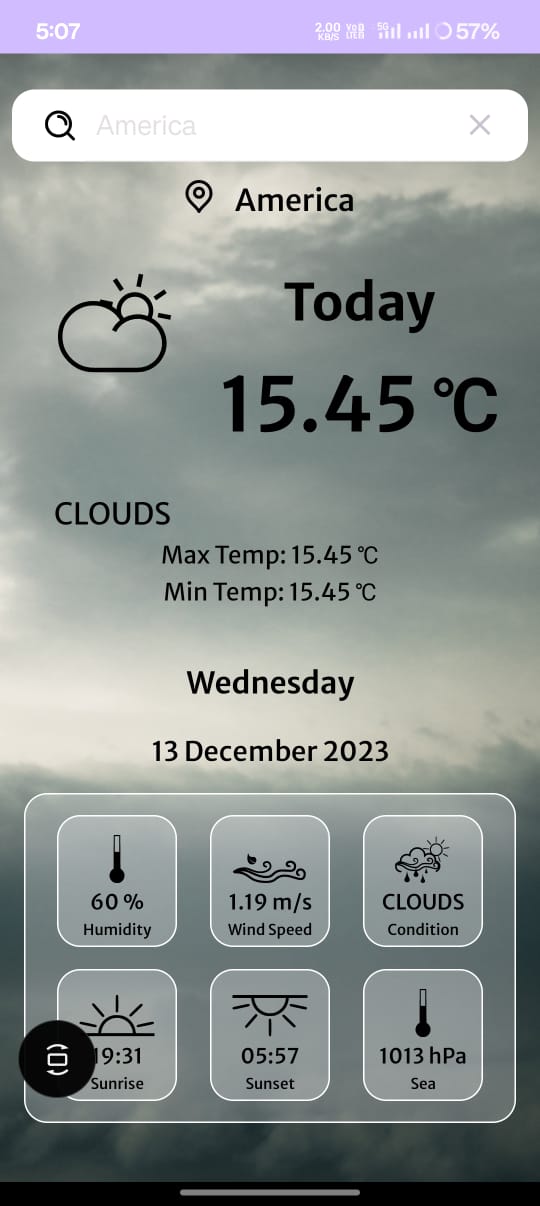 5:07 2.00 KB/S VoD LTE 5G 57%
America
America
Today
15.45 ℃
CLOUDS
Max Temp: 15.45 ℃
Min Temp: 15.45 ℃
Wednesday
13 December 2023
60 % 1.19 m/s CLOUDS
Humidity Wind Speed Condition
19:31 05:57 1013 hPa
Sunrise Sunset Sea